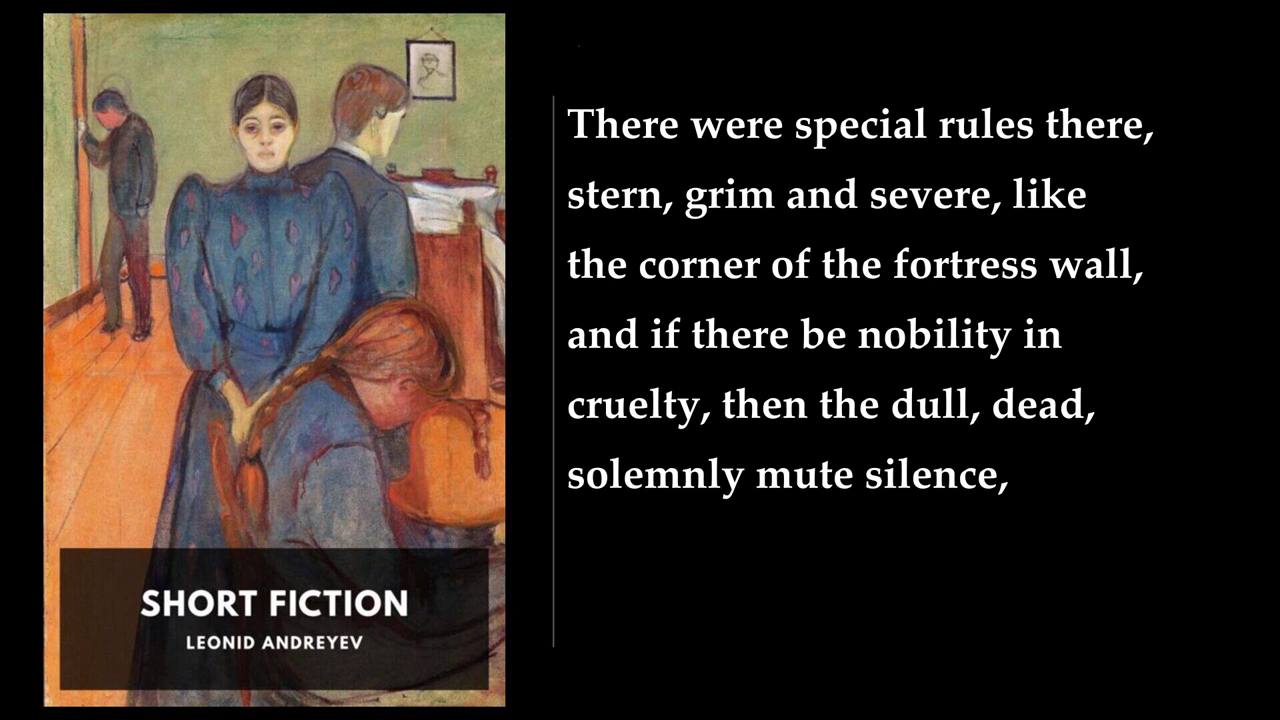 There were special rules there,
stern, grim and severe, like
the corner of the fortress wall,
and if there be nobility in
cruelty, then the dull, dead,
solemnly mute silence,
SHORT FICTION
LEONID ANDREYEV